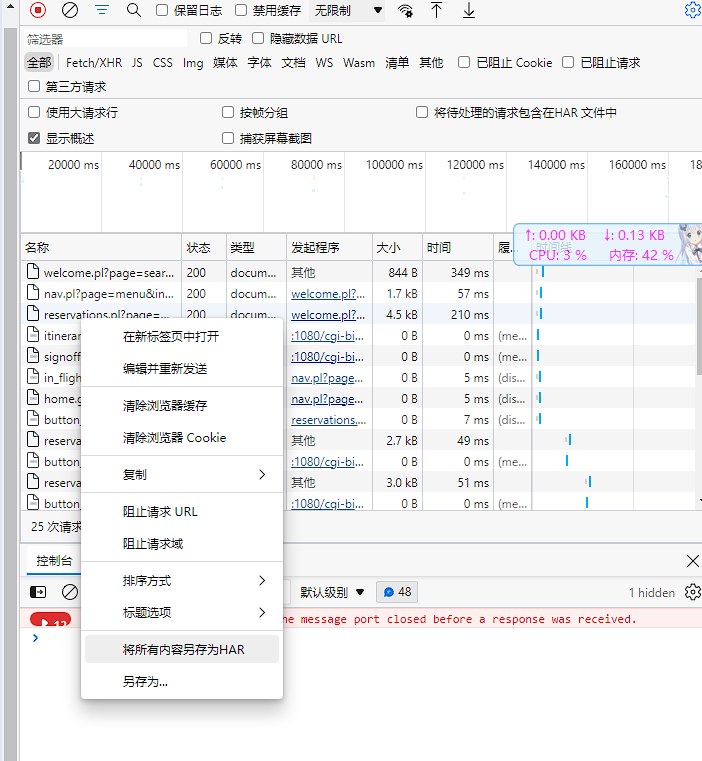 保留日志 禁用缓存 无限制
筛选器 反转 隐藏数据 URL
全部 Fetch/XHR JS CSS Img 媒体 字体 文档 WS Wasm 清单 其他 已阻止 Cookie 已阻止请求
第三方请求
使用大请求行 按帧分组 将待处理的请求包含在HAR 文件中
显示概述 捕获屏幕截图
20000 ms 40000 ms 60000 ms 80000 ms 100000 ms 120000 ms 140000 ms 160000 ms 18
↑: 0.00 KB ↓: 0.13 KB
CPU: 3 % 内存: 42 %
名称 状态 类型 发起程序 大小 时间 履... 时间线
welcome.pl?page=sear... 200 docum... 其他 844 B 349 ms
nav.pl?page=menu&in... 200 docum... welcome.pl?... 1.7 kB 57 ms
reservations.pl?page=... 200 docum... welcome.pl?... 4.5 kB 210 ms
itinerar :1080/cgi-bi... 0 B 0 ms (me...
signoff :1080/cgi-bi... 0 B 0 ms (me...
in_fligh nav.pl?page... 0 B 5 ms (dis...
home.g nav.pl?page... 0 B 5 ms (dis...
button_ reservations.... 0 B 7 ms (dis...
reserva 其他 2.7 kB 49 ms
button_ :1080/cgi-bi... 0 B 0 ms (me...
reserva 其他 3.0 kB 51 ms
button_ :1080/cgi-bi... 0 B 0 ms (me...
25 次请求
在新标签页中打开
编辑并重新发送
清除浏览器缓存
清除浏览器 Cookie
复制
阻止请求 URL
阻止请求域
排序方式
标题选项
将所有内容另存为HAR
另存为...
控制台
默认级别 48 1 hidden
12 he message port closed before a response was received.